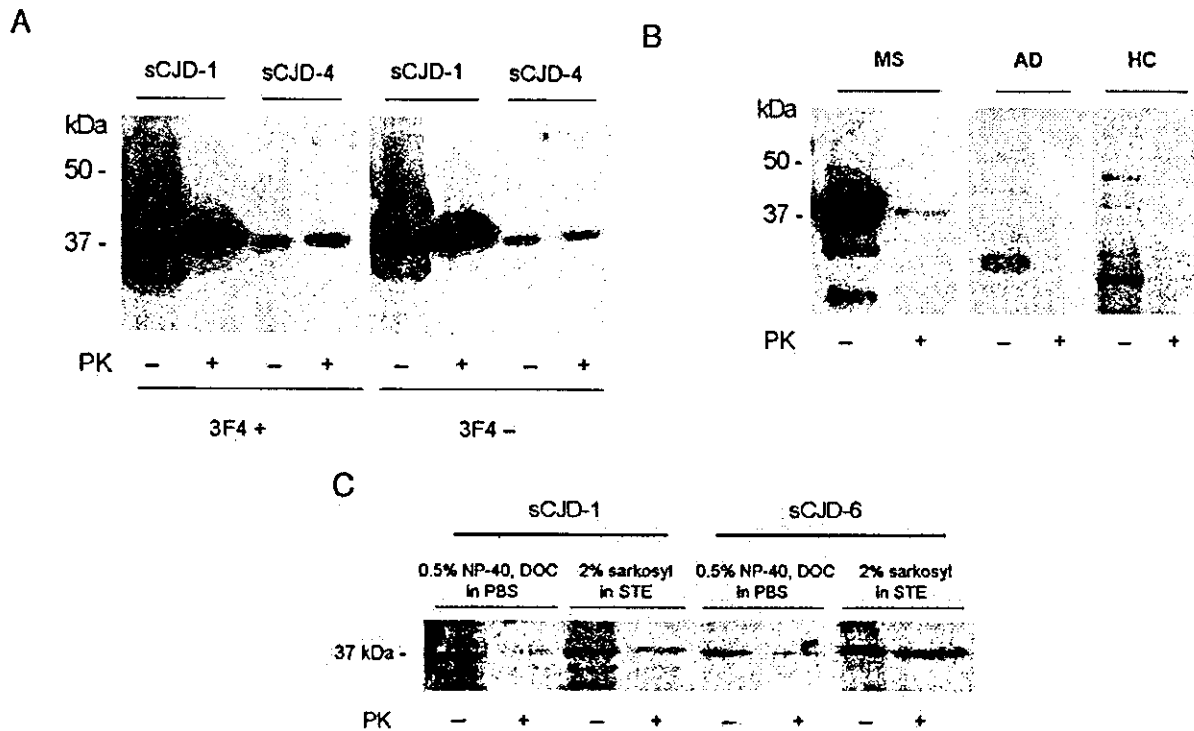 A
sCJD-1 sCJD-4 sCJD-1 sCJD-4
kDa
50 -
37 -
PK – + – + – + – +
3F4 + 3F4 –
B
MS AD HC
kDa
50 -
37 -
PK – + – + – +
C
sCJD-1 sCJD-6
0.5% NP-40, DOC 2% sarkosyl 0.5% NP-40, DOC 2% sarkosyl
in PBS in STE in PBS in STE
37 kDa -
PK – + – + – + – +